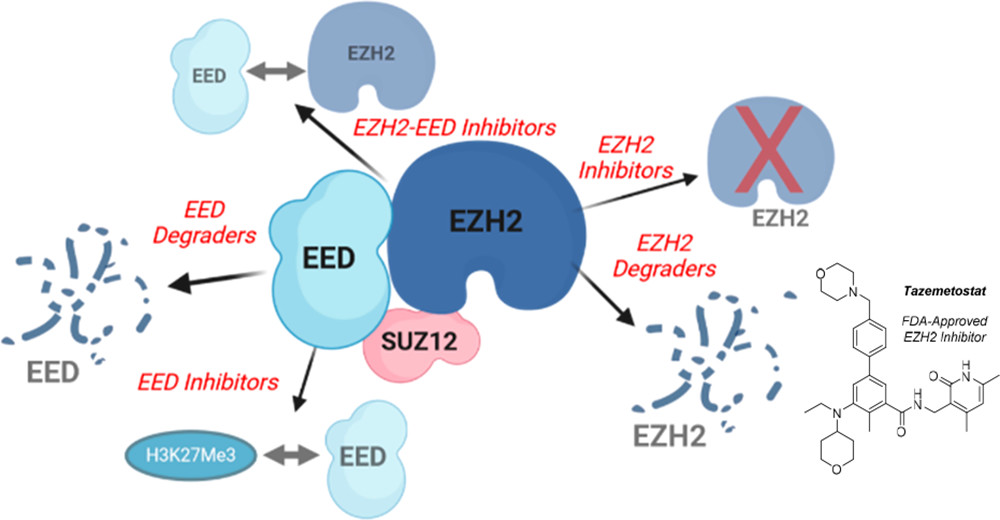 EED
EZH2
EZH2-EED Inhibitors
EZH2
Inhibitors
EZH2
EED
Degraders
EED
EZH2
EZH2
Degraders
EED
SUZ12
EED Inhibitors
H3K27Me3
EED
EZH2
Tazemetostat
FDA-Approved
EZH2 Inhibitor
O
N
N
O
O
H
N
O
H
N